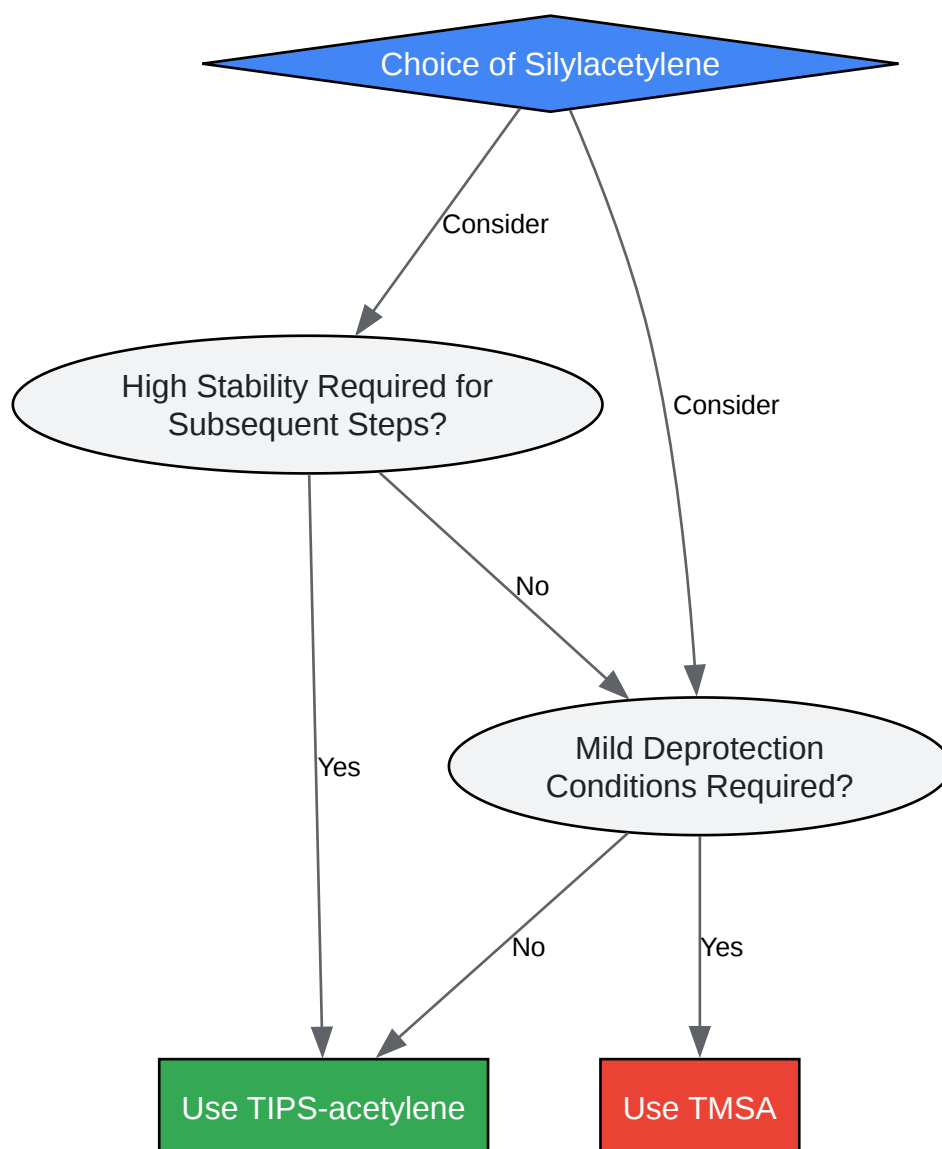 Choice of Silylacetylene
Consider
High Stability Required for
Subsequent Steps?
Consider
No
Mild Deprotection
Conditions Required?
Yes
No
Yes
Use TIPS-acetylene
Use TMSA